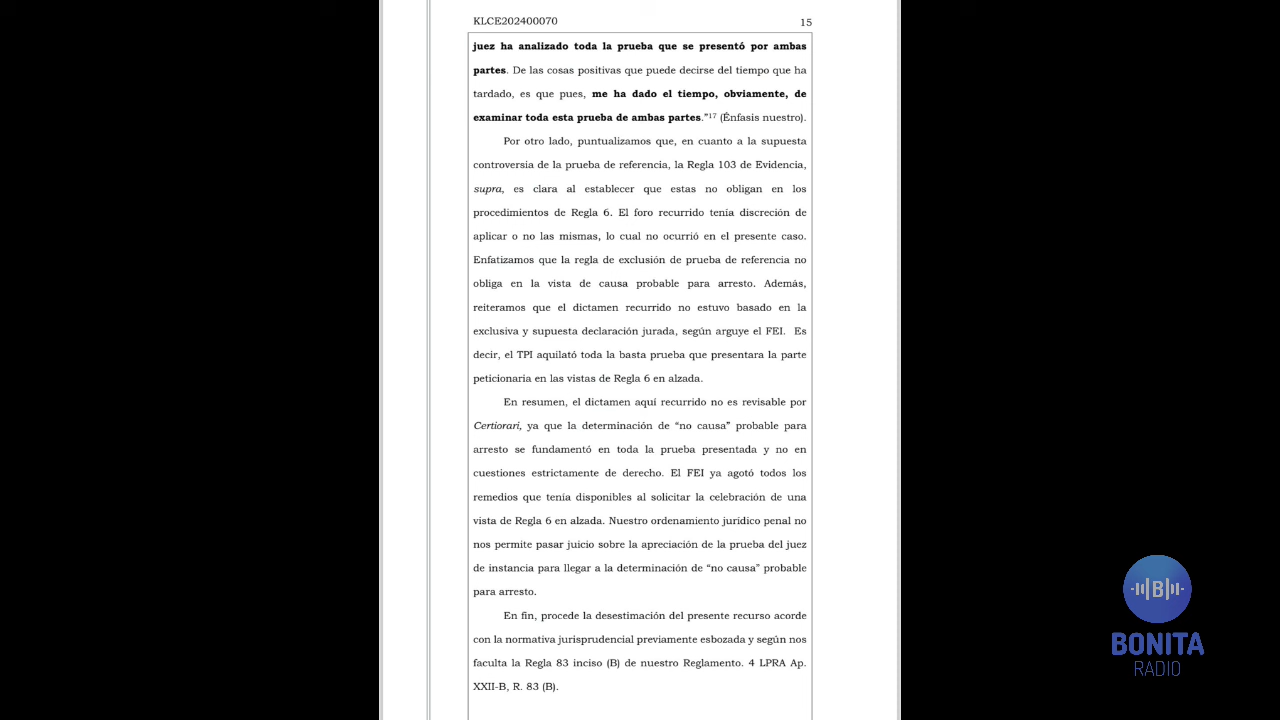 KLCE202400070 15
juez ha analizado toda la prueba que se presentó por ambas
partes. De las cosas positivas que puede decirse del tiempo que ha
tardado, es que pues, me ha dado el tiempo, obviamente, de
examinar toda esta prueba de ambas partes."17 (Énfasis nuestro).
Por otro lado, puntualizamos que, en cuanto a la supuesta
controversia de la prueba de referencia, la Regla 103 de Evidencia,
supra, es clara al establecer que estas no obligan en los
procedimientos de Regla 6. El foro recurrido tenía discreción de
aplicar o no las mismas, lo cual no ocurrió en el presente caso.
Enfatizamos que la regla de exclusión de prueba de referencia no
obliga en la vista de causa probable para arresto. Además,
reiteramos que el dictamen recurrido no estuvo basado en la
exclusiva y supuesta declaración jurada, según arguye el FEI. Es
decir, el TPI aquilató toda la basta prueba que presentara la parte
peticionaria en las vistas de Regla 6 en alzada.
En resumen, el dictamen aquí recurrido no es revisable por
Certiorari, ya que la determinación de “no causa” probable para
arresto se fundamentó en toda la prueba presentada y no en
cuestiones estrictamente de derecho. El FEI ya agotó todos los
remedios que tenía disponibles al solicitar la celebración de una
vista de Regla 6 en alzada. Nuestro ordenamiento jurídico penal no
nos permite pasar juicio sobre la apreciación de la prueba del juez
de instancia para llegar a la determinación de “no causa” probable
para arresto.
En fin, procede la desestimación del presente recurso acorde
con la normativa jurisprudencial previamente esbozada y según nos
faculta la Regla 83 inciso (B) de nuestro Reglamento. 4 LPRA Ap.
XXII-B, R. 83 (B).
B
BONITA
RADIO